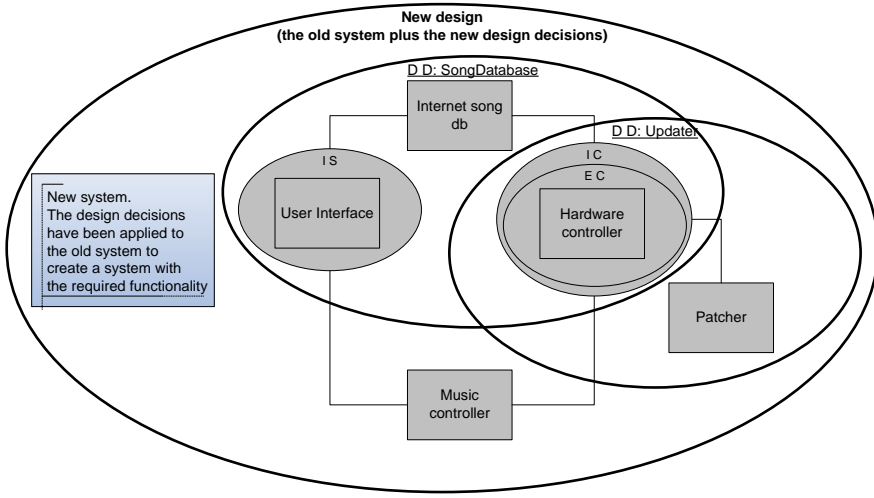 New design
(the old system plus the new design decisions)
D D: SongDatabase
Internet song
db
D D: Updater
I S
I C
E C
User Interface
Hardware
controller
New system.
The design decisions
have been applied to
the old system to
create a system with
the required functionality
Patcher
Music
controller